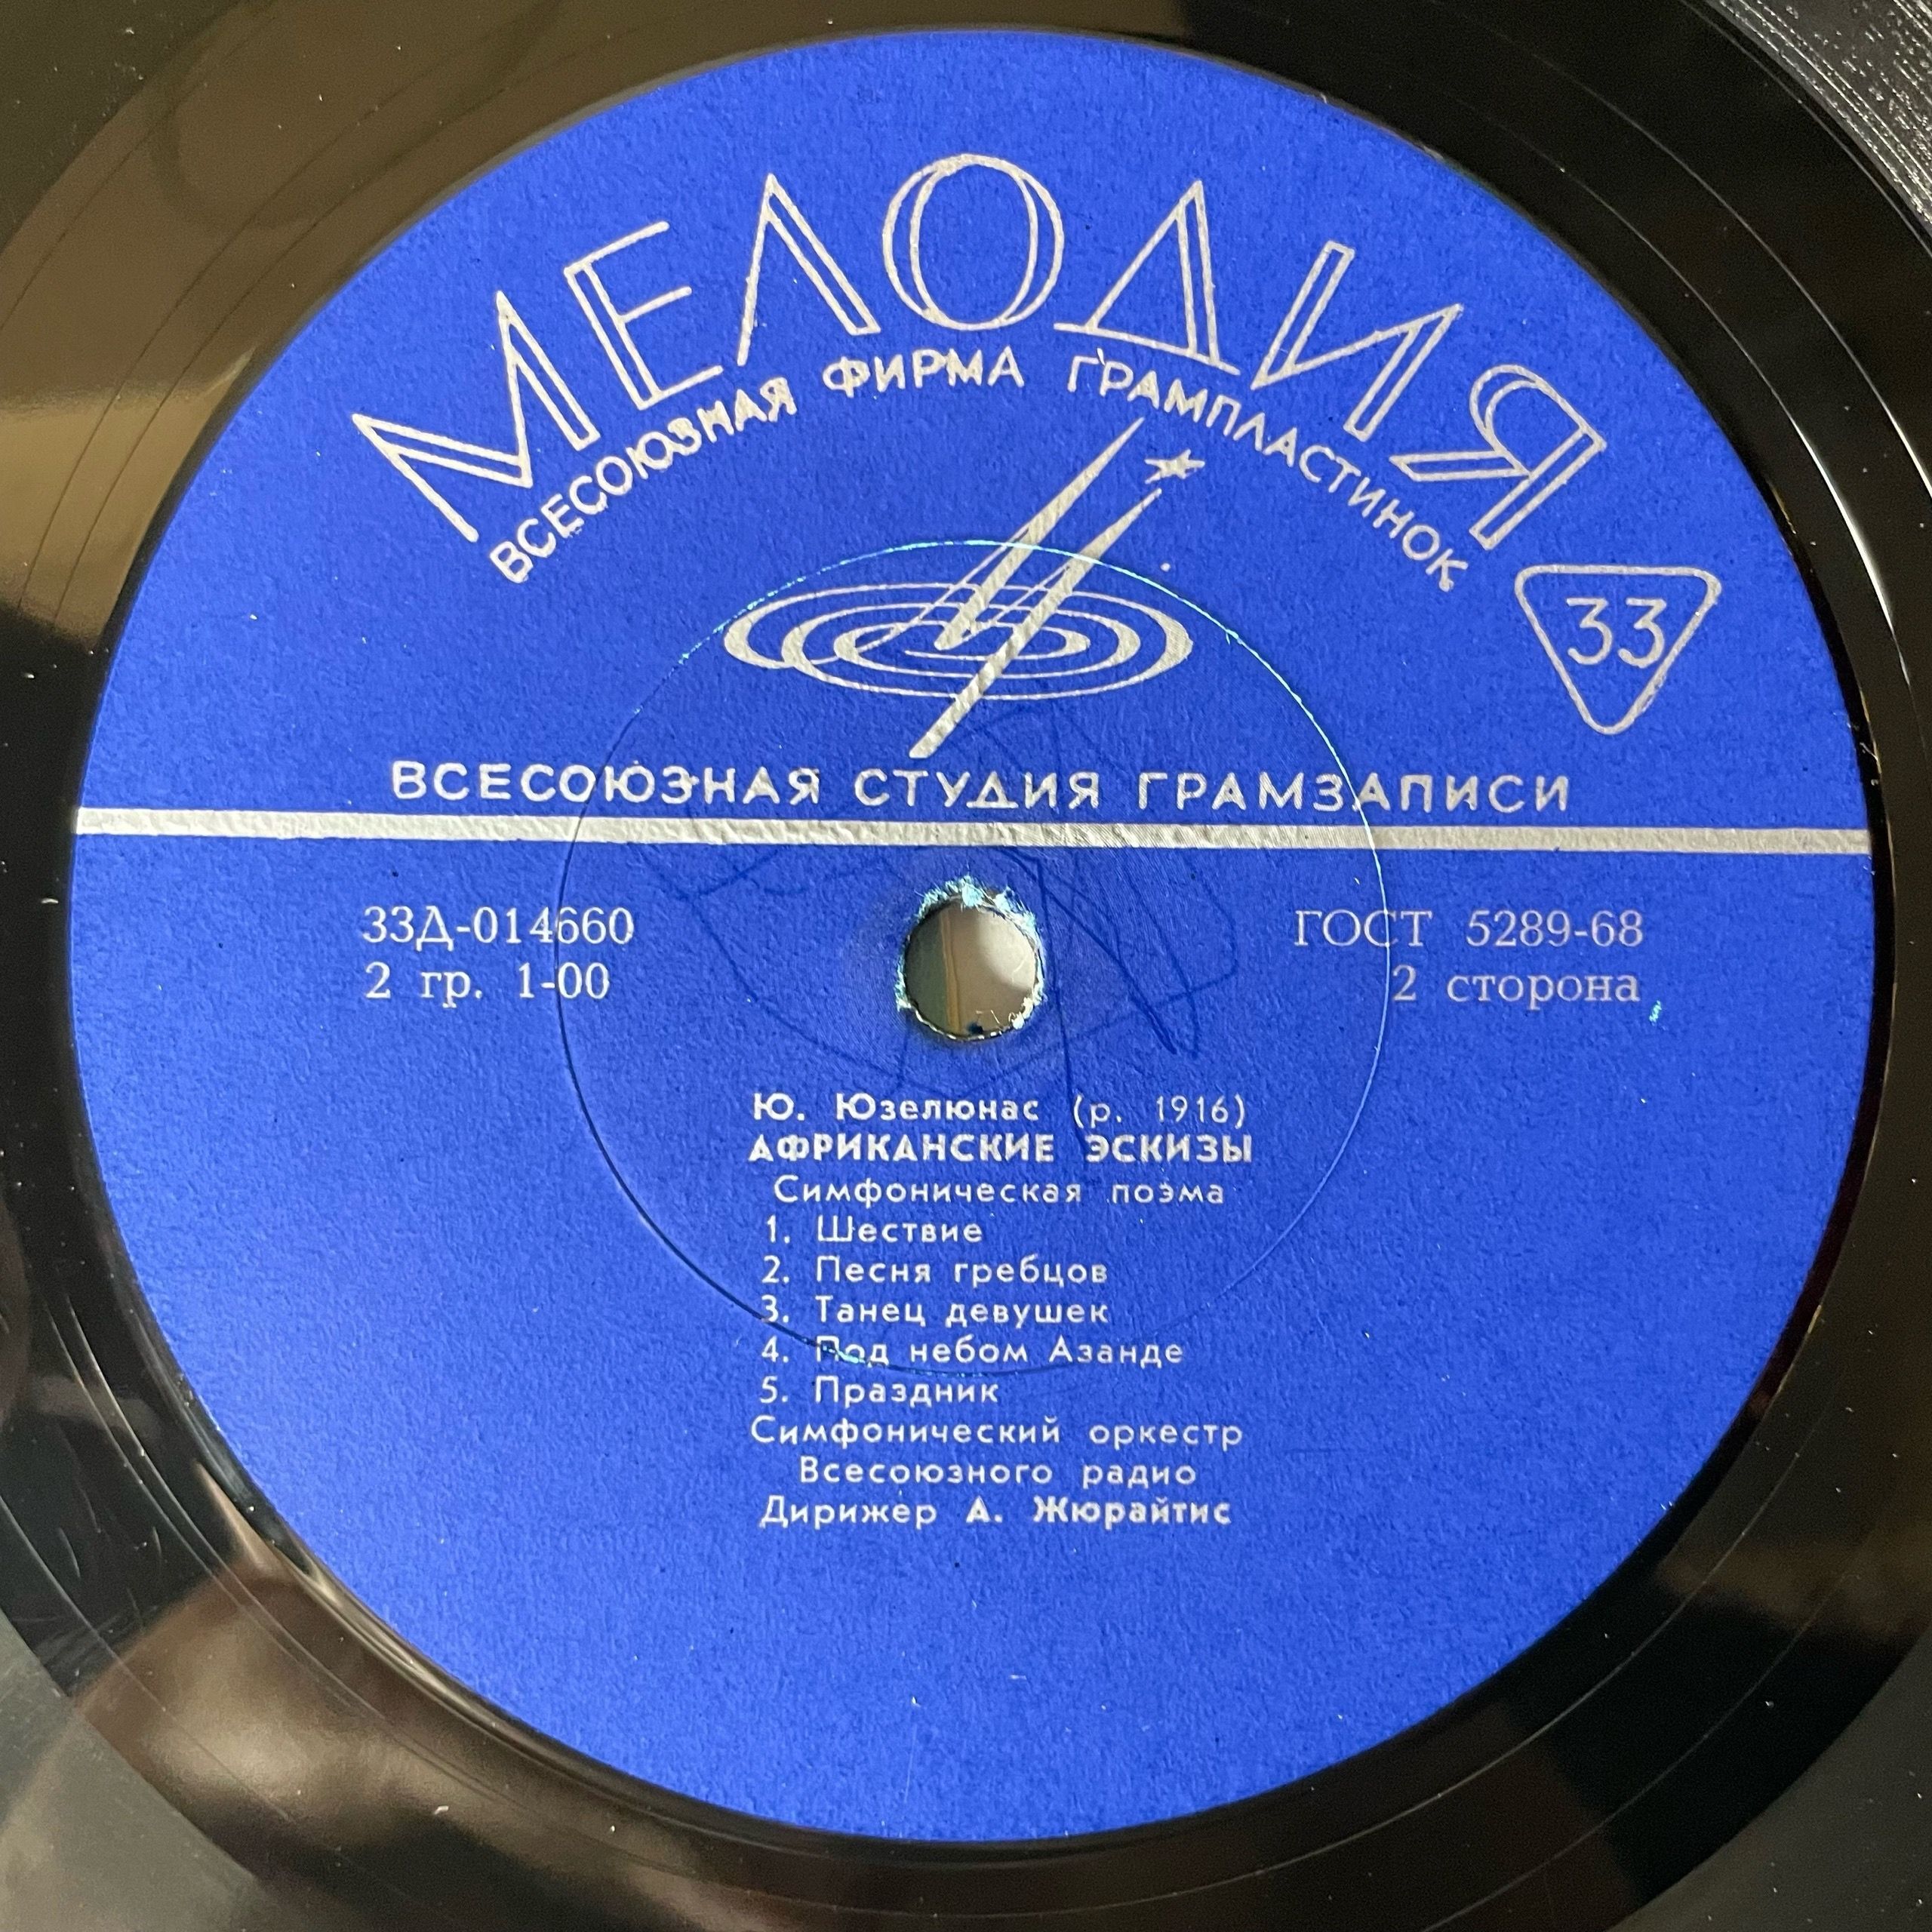 МЕЛОДИЯ
ВСЕСОЮЗНАЯ ФИРМА ГРАМПЛАСТИНОК
33
ВСЕСОЮЗНАЯ СТУДИЯ ГРАМЗАПИСИ
33Д-014660
2 гр. 1-00
ГОСТ 5289-68
2 сторона
Ю. Юзелюнас (р. 1916)
АФРИКАНСКИЕ ЭСКИЗЫ
Симфоническая поэма
1. Шествие
2. Песня гребцов
3. Танец девушек
4. Под небом Азанде
5. Праздник
Симфонический оркестр
Всесоюзного радио
Дирижер А. Жюрайтис